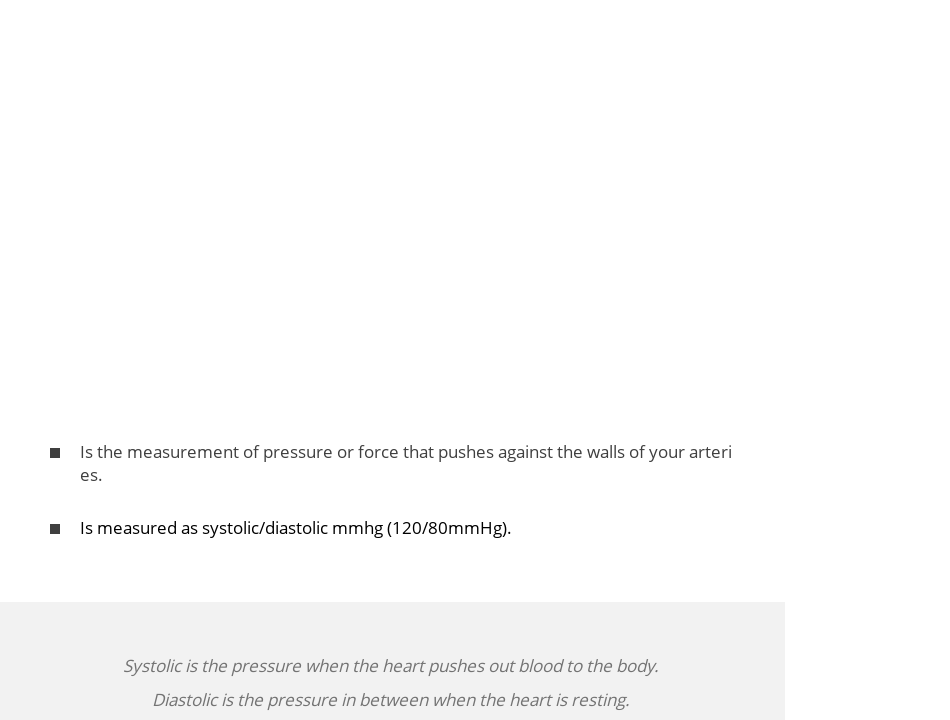 Is the measurement of pressure or force that pushes against the walls of your arteri
es.
Is measured as systolic/diastolic mmhg (120/80mmHg).
Systolic is the pressure when the heart pushes out blood to the body.
Diastolic is the pressure in between when the heart is resting.